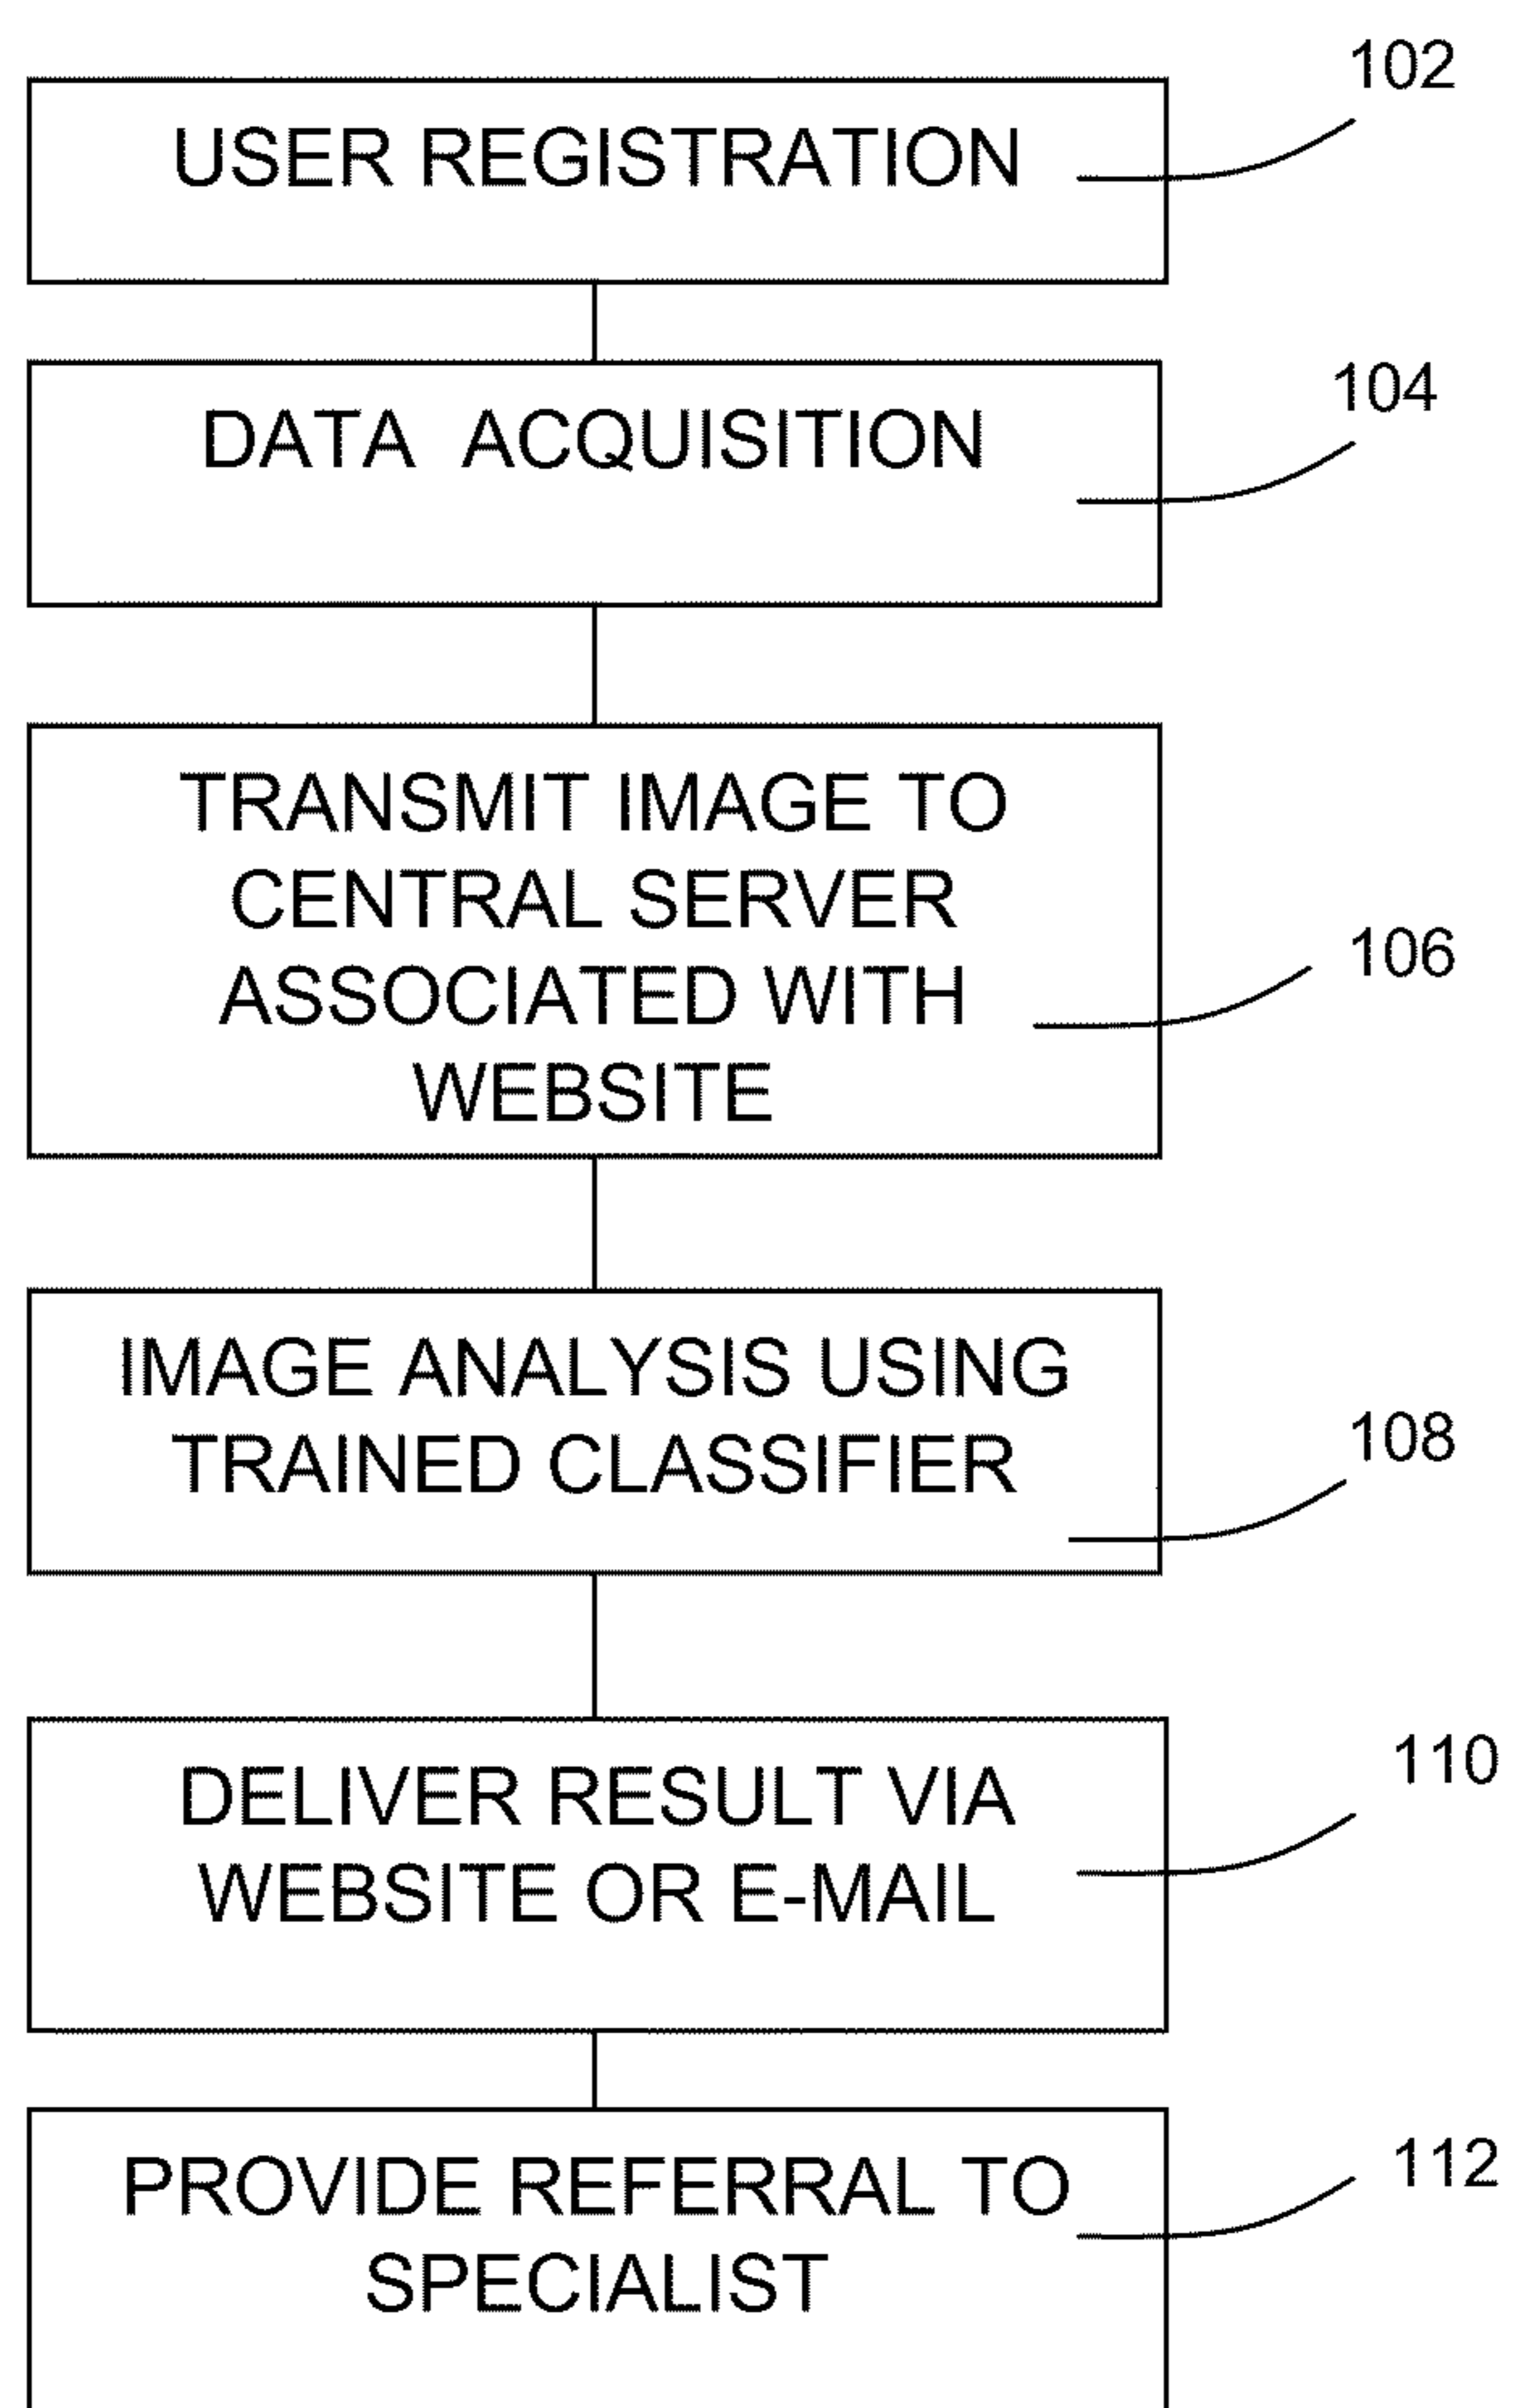 102
USER REGISTRATION
104
DATA ACQUISITION
TRANSMIT IMAGE TO
CENTRAL SERVER
106
ASSOCIATED WITH
WEBSITE
IMAGE ANALYSIS USING
108
TRAINED CLASSIFIER
110
DELIVER RESULT VIA
WEBSITE OR E-MAIL
112
PROVIDE REFERRAL TO
SPECIALIST